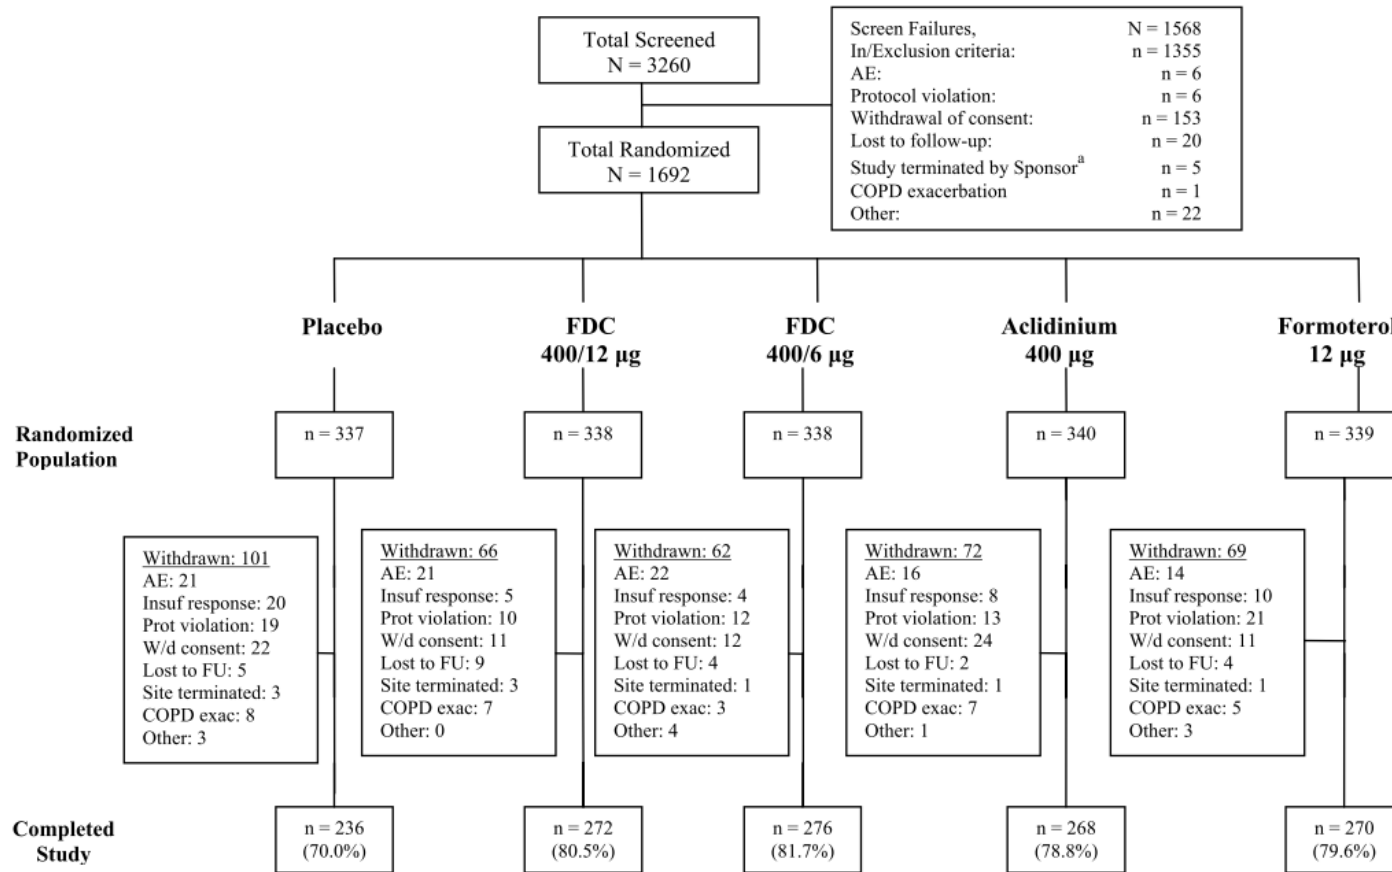 Total Screened
N = 3260
Screen Failures, N = 1568
In/Exclusion criteria: n = 1355
AE: n = 6
Protocol violation: n = 6
Withdrawal of consent: n = 153
Lost to follow-up: n = 20
Study terminated by Sponsorᵃ n = 5
COPD exacerbation n = 1
Other: n = 22
Total Randomized
N = 1692
Placebo
FDC
400/12 µg
FDC
400/6 µg
Aclidinium
400 µg
Formoterol
12 µg
Randomized
Population
n = 337
n = 338
n = 338
n = 340
n = 339
Withdrawn: 101
AE: 21
Insuf response: 20
Prot violation: 19
W/d consent: 22
Lost to FU: 5
Site terminated: 3
COPD exac: 8
Other: 3
Withdrawn: 66
AE: 21
Insuf response: 5
Prot violation: 10
W/d consent: 11
Lost to FU: 9
Site terminated: 3
COPD exac: 7
Other: 0
Withdrawn: 62
AE: 22
Insuf response: 4
Prot violation: 12
W/d consent: 12
Lost to FU: 4
Site terminated: 1
COPD exac: 3
Other: 4
Withdrawn: 72
AE: 16
Insuf response: 8
Prot violation: 13
W/d consent: 24
Lost to FU: 2
Site terminated: 1
COPD exac: 7
Other: 1
Withdrawn: 69
AE: 14
Insuf response: 10
Prot violation: 21
W/d consent: 11
Lost to FU: 4
Site terminated: 1
COPD exac: 5
Other: 3
Completed
Study
n = 236
(70.0%)
n = 272
(80.5%)
n = 276
(81.7%)
n = 268
(78.8%)
n = 270
(79.6%)